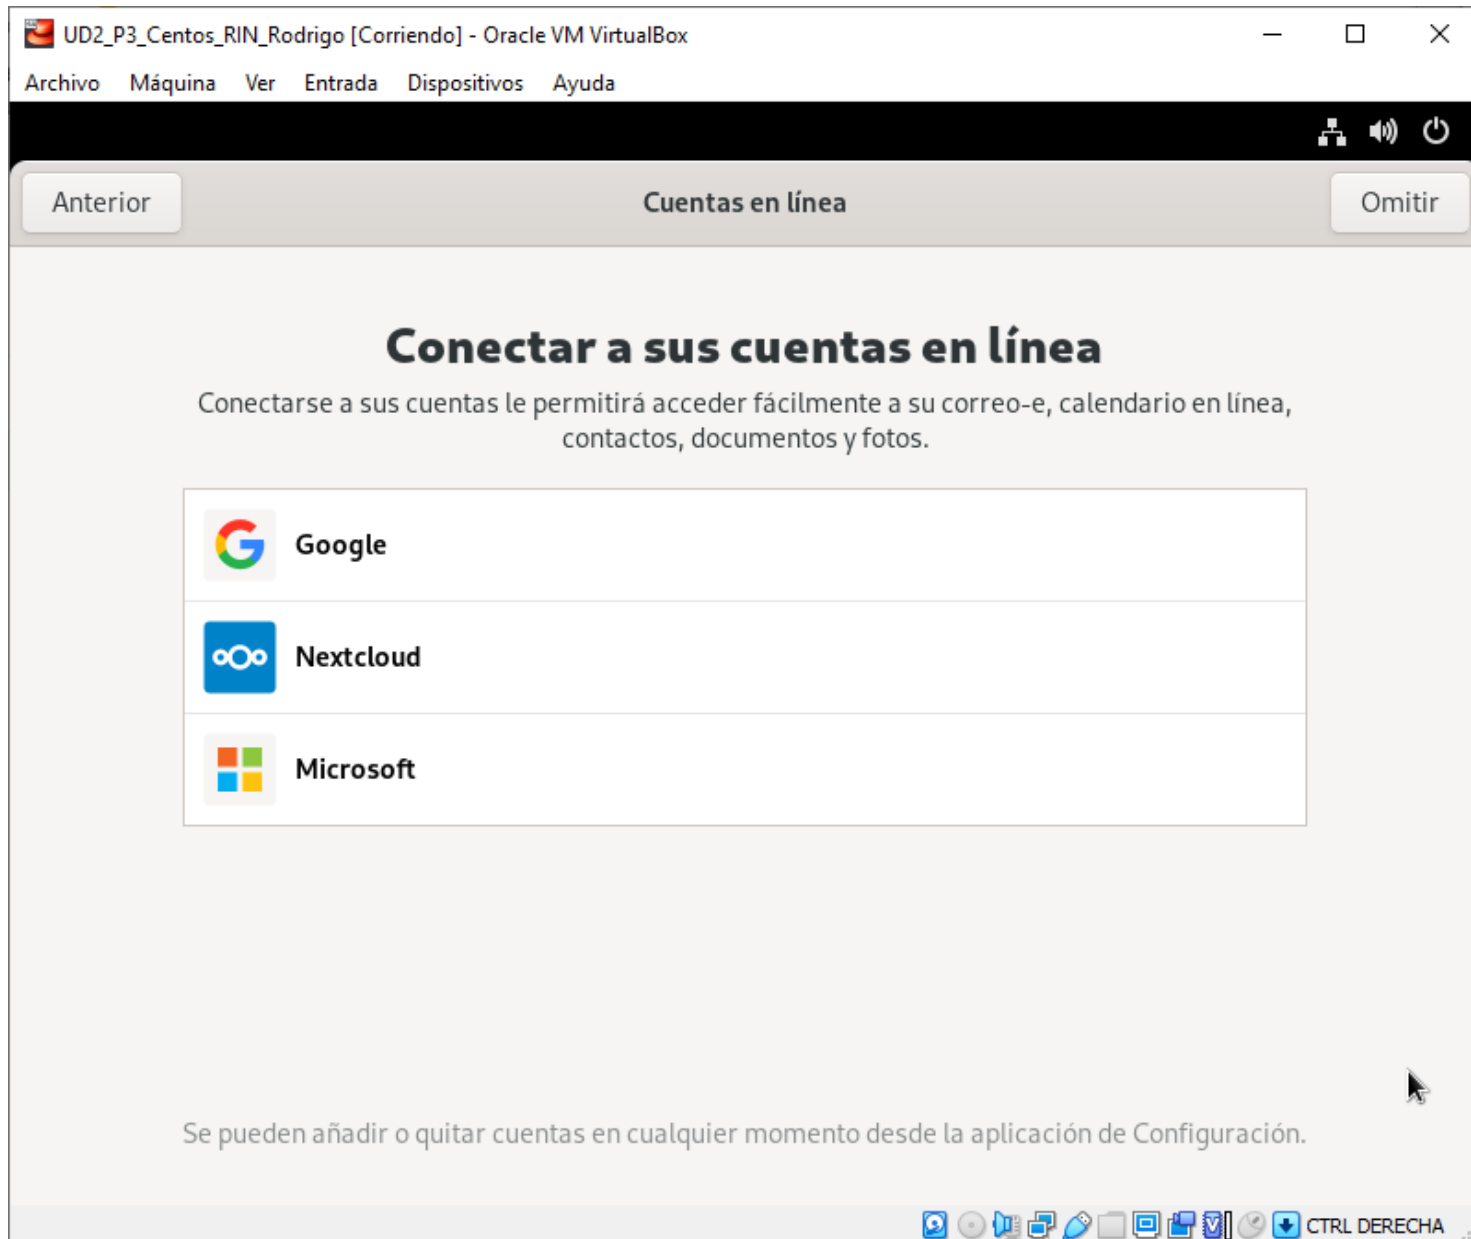 UD2_P3_Centos_RIN_Rodrigo [Corriendo] - Oracle VM VirtualBox
Archivo Máquina Ver Entrada Dispositivos Ayuda
Anterior Cuentas en línea Omitir
Conectar a sus cuentas en línea
Conectarse a sus cuentas le permitirá acceder fácilmente a su correo-e, calendario en línea,
contactos, documentos y fotos.
Google
Nextcloud
Microsoft
Se pueden añadir o quitar cuentas en cualquier momento desde la aplicación de Configuración.
CTRL DERECHA